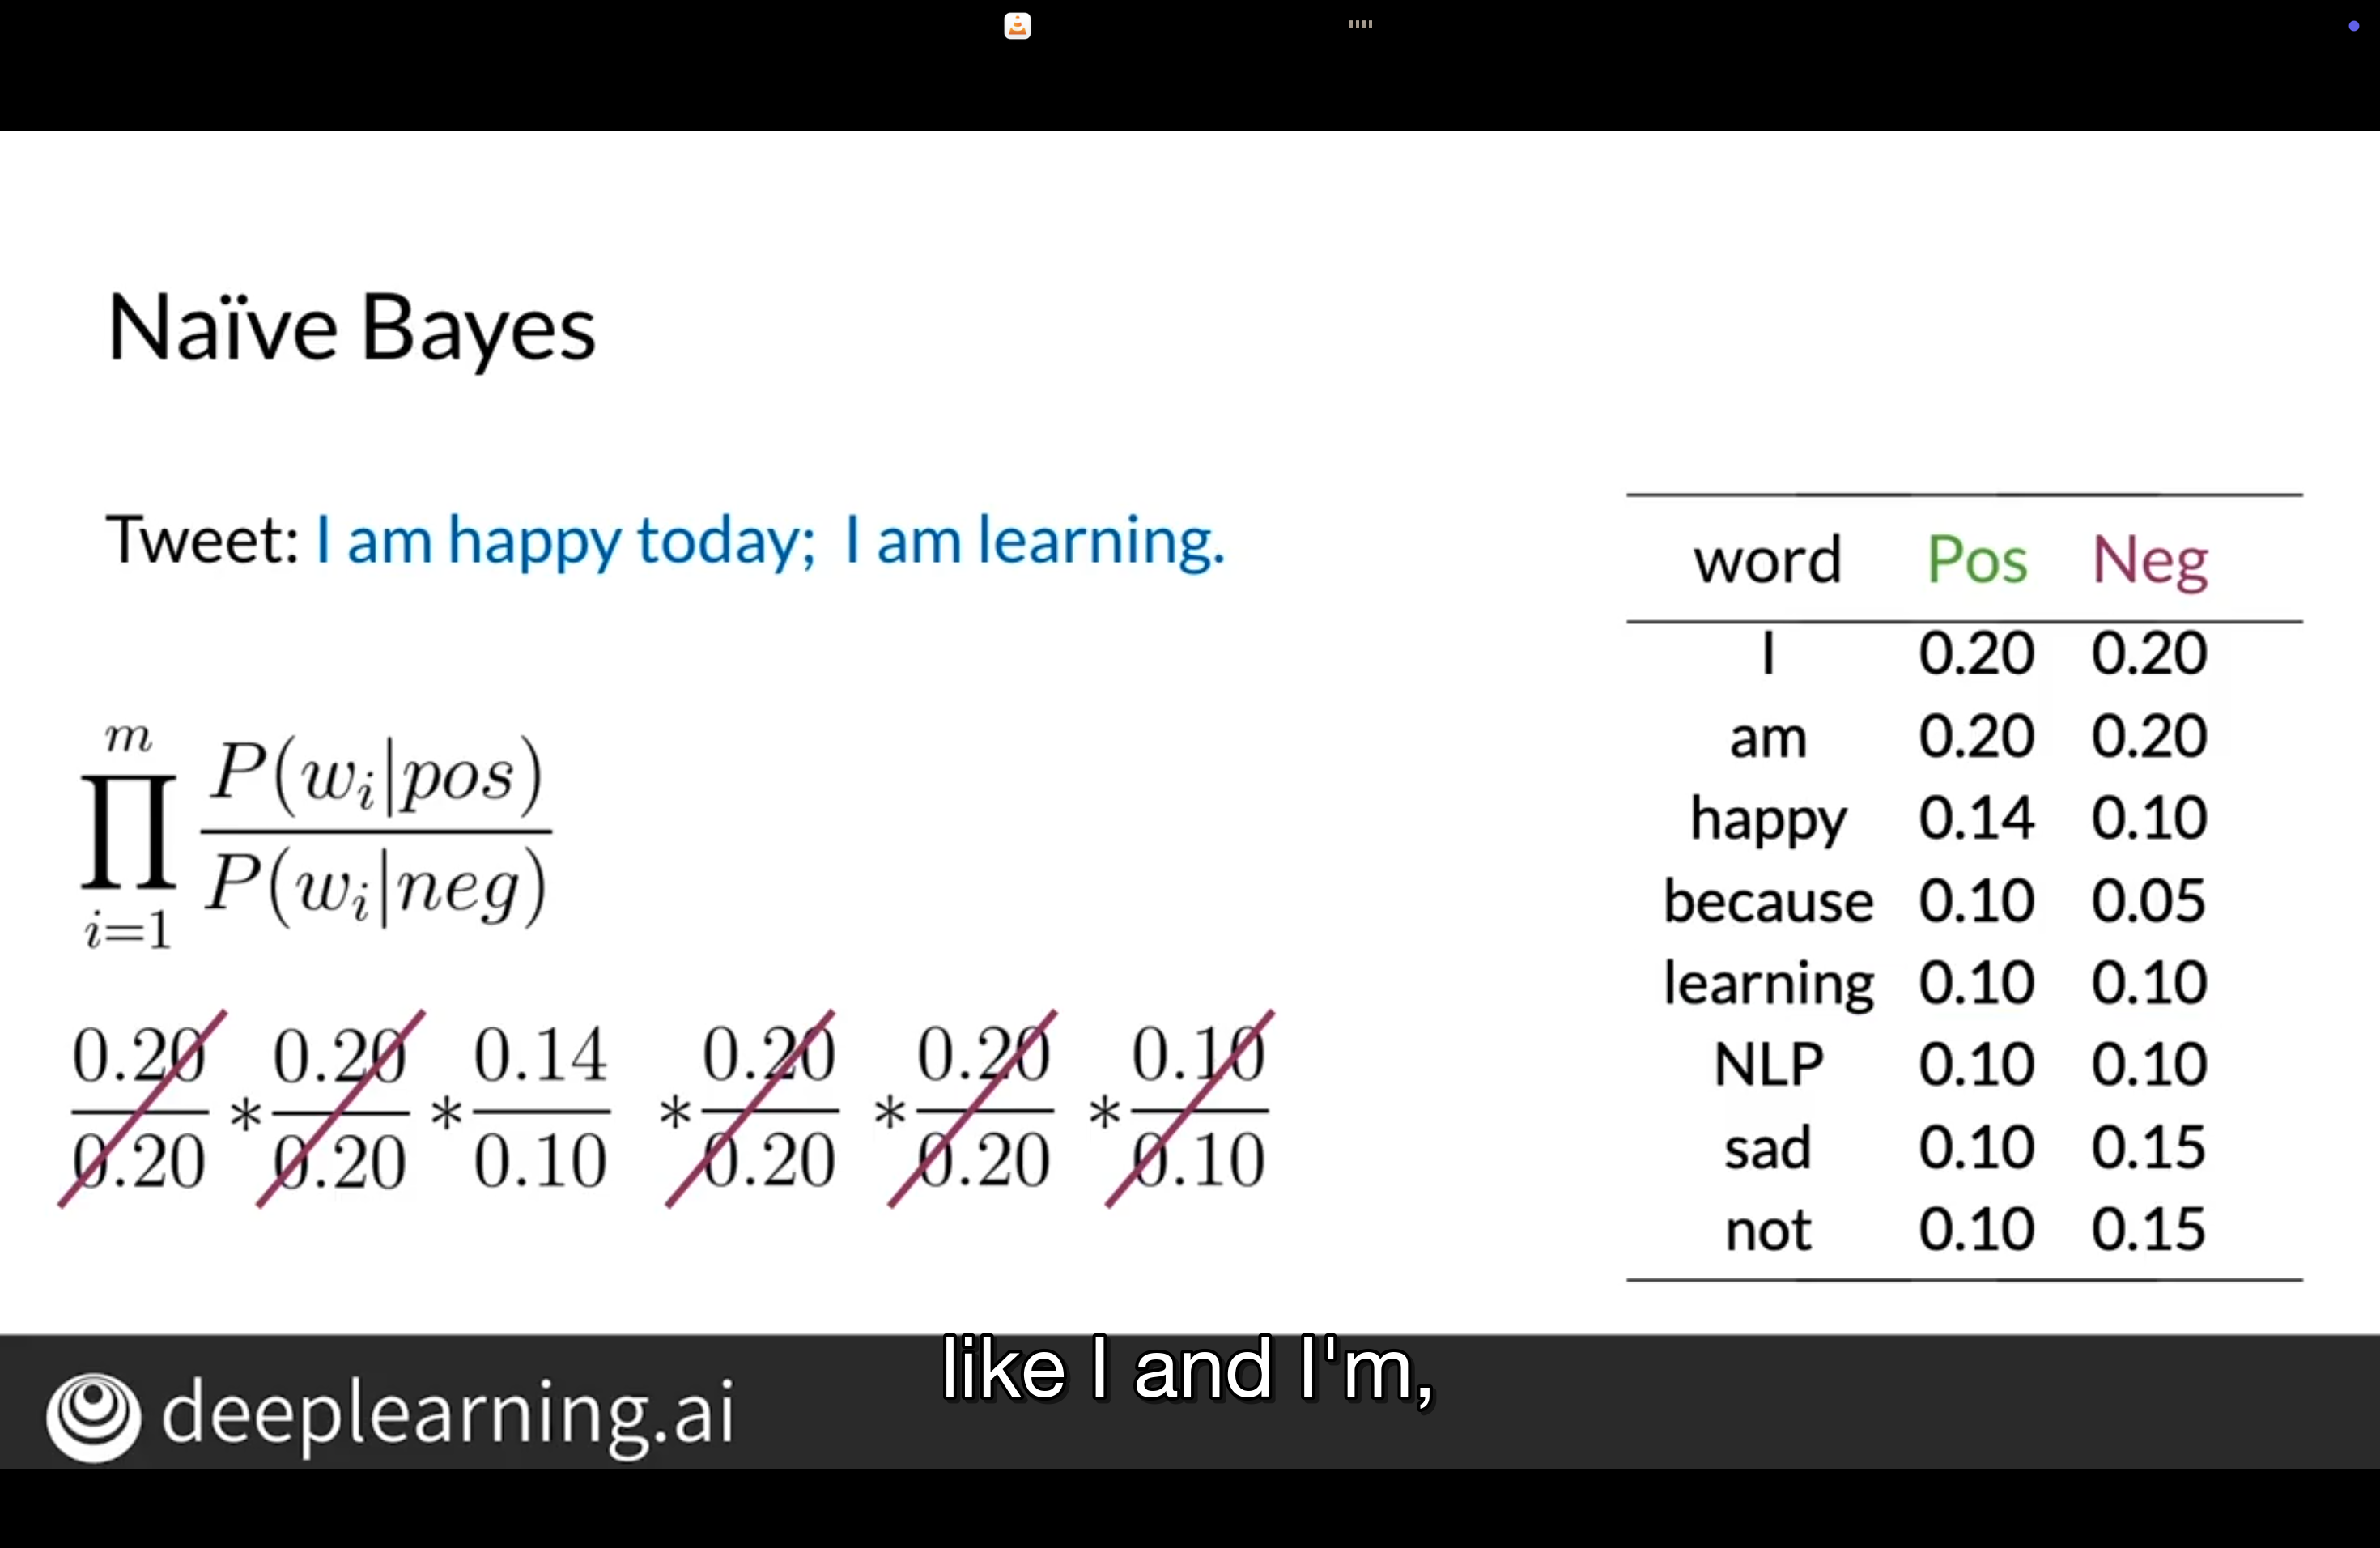 Naïve Bayes
Tweet: I am happy today; I am learning.
m
∏ P(wᵢ|pos) / P(wᵢ|neg)
i=1
0.20/0.20 * 0.20/0.20 * 0.14/0.10 * 0.20/0.20 * 0.20/0.20 * 0.10/0.10
word Pos Neg
I 0.20 0.20
am 0.20 0.20
happy 0.14 0.10
because 0.10 0.05
learning 0.10 0.10
NLP 0.10 0.10
sad 0.10 0.15
not 0.10 0.15
like I and I'm,
deeplearning.ai